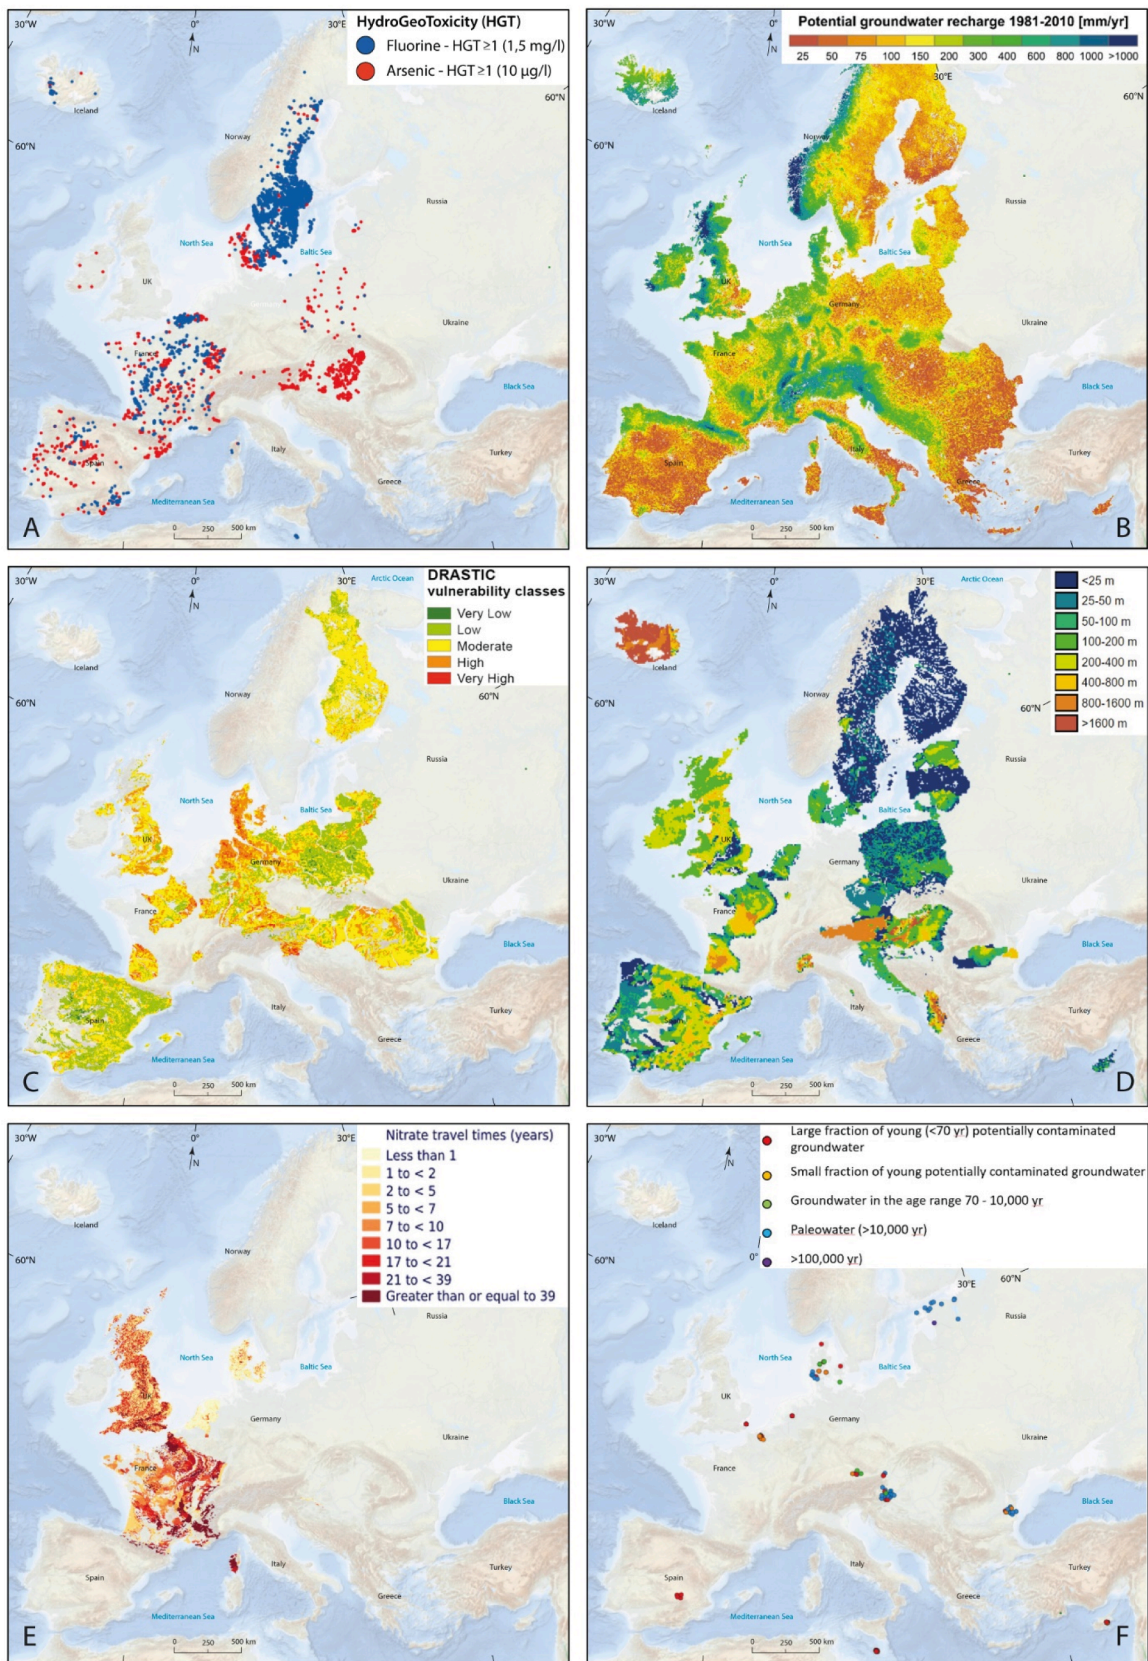 HydroGeoToxicity (HGT)
Fluorine - HGT ≥1 (1,5 mg/l)
Arsenic - HGT ≥1 (10 µg/l)
30°W
0°
N
Iceland
Norway
60°N
60°N
Russia
North Sea
Baltic Sea
UK
Ukraine
France
Black Sea
Spain
Italy
Turkey
Greece
Mediterranean Sea
0 250 500 km
A
Potential groundwater recharge 1981-2010 [mm/yr]
25 50 75 100 150 200 300 400 600 800 1000 >1000
30°W
0°
N
30°E
Iceland
Norway
60°N
60°N
Russia
North Sea
Baltic Sea
UK
Germany
Ukraine
France
Black Sea
Spain
Italy
Turkey
Greece
Mediterranean Sea
0 250 500 km
B
30°W
0°
N
30°E
Arctic Ocean
DRASTIC
vulnerability classes
Very Low
Low
Moderate
High
Very High
Iceland
Norway
60°N
60°N
Russia
North Sea
Baltic Sea
UK
Germany
Ukraine
France
Black Sea
Spain
Italy
Turkey
Greece
Mediterranean Sea
0 250 500 km
C
30°W
0°
N
30°E
Arctic Ocean
<25 m
25-50 m
50-100 m
100-200 m
200-400 m
400-800 m
800-1600 m
>1600 m
Iceland
Norway
60°N
60°N
Russia
North Sea
Baltic Sea
UK
Germany
Ukraine
France
Black Sea
Spain
Italy
Turkey
Greece
Mediterranean Sea
0 250 500 km
D
30°W
0°
N
30°E
Nitrate travel times (years)
Less than 1
1 to < 2
2 to < 5
5 to < 7
7 to < 10
10 to < 17
17 to < 21
21 to < 39
Greater than or equal to 39
Iceland
Norway
60°N
Russia
North Sea
Baltic Sea
UK
Germany
Ukraine
France
Black Sea
Spain
Italy
Turkey
Greece
Mediterranean Sea
0 250 500 km
E
30°W
N
Large fraction of young (<70 yr) potentially contaminated
groundwater
Small fraction of young potentially contaminated groundwater
Groundwater in the age range 70 - 10,000 yr
Paleowater (>10,000 yr)
>100,000 yr)
Iceland
Norway
0°
60°N
30°E
60°N
Russia
North Sea
Baltic Sea
UK
Germany
Ukraine
France
Black Sea
Spain
Italy
Turkey
Greece
Mediterranean Sea
0 250 500 km
F